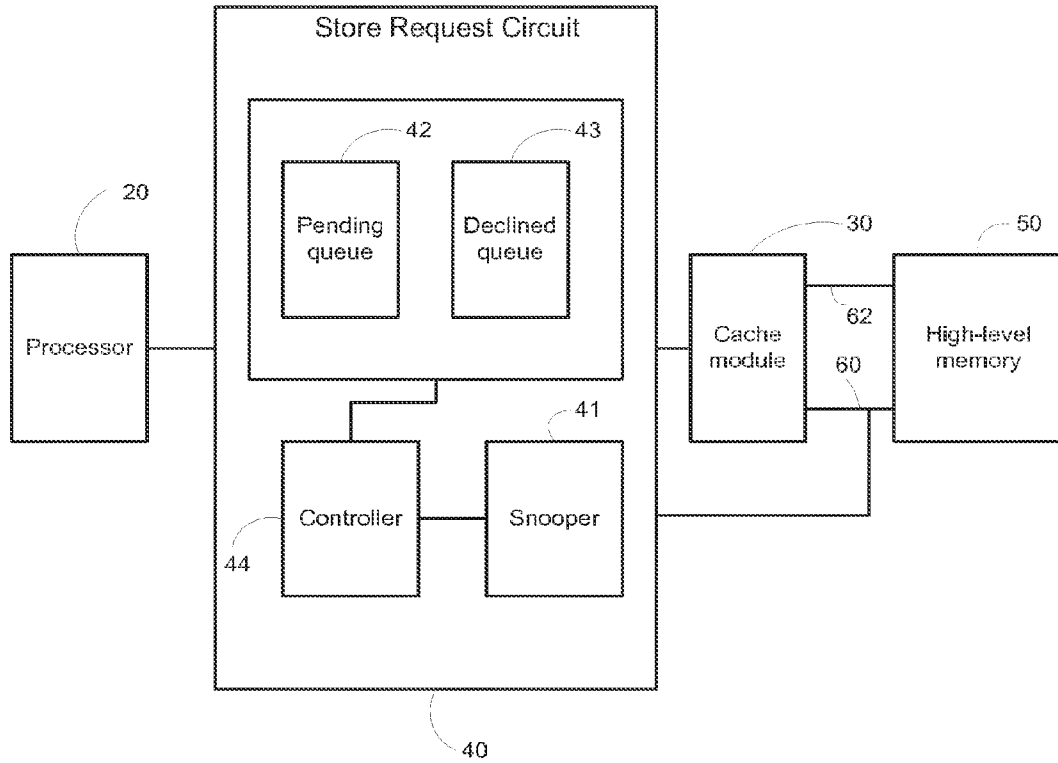 Store Request Circuit
42
43
Pending
queue
Declined
queue
20
Processor
30
50
Cache
module
62
60
High-level
memory
41
Controller
Snooper
44
40